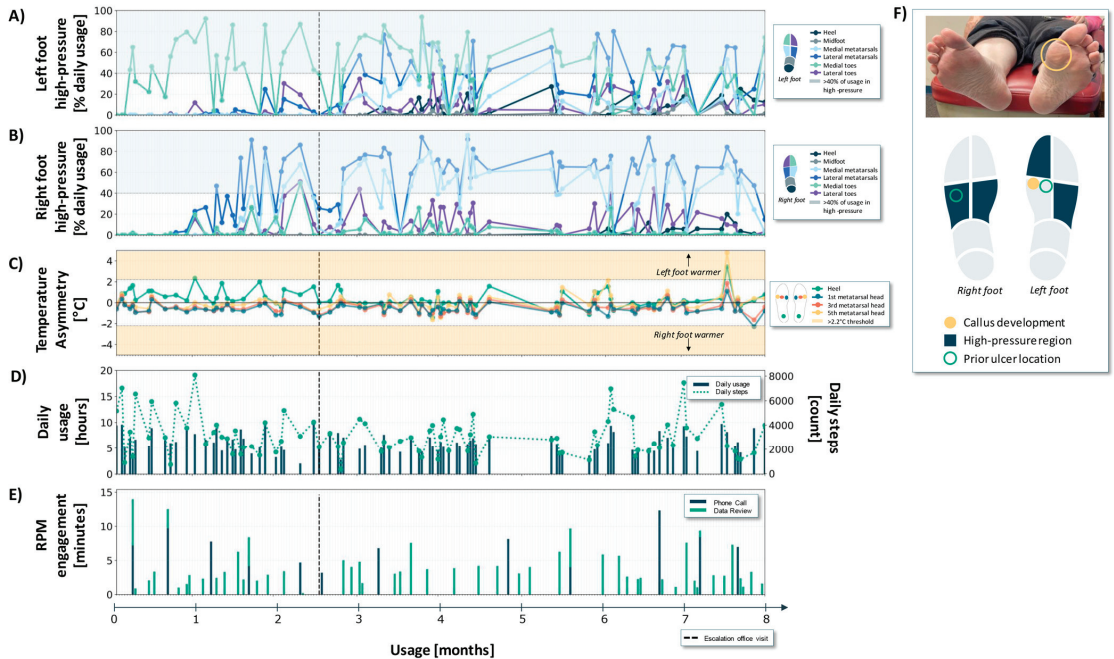 A)
Left foot
high-pressure
[% daily usage]
100
80
60
40
20
0
Heel
Midfoot
Medial metatarsals
Lateral metatarsals
Medial toes
Lateral toes
>40% of usage in
high-pressure
Left foot
B)
Right foot
high-pressure
[% daily usage]
100
80
60
40
20
0
Heel
Midfoot
Medial metatarsals
Lateral metatarsals
Medial toes
Lateral toes
>40% of usage in
high-pressure
Right foot
C)
Temperature
Asymmetry
[°C]
4
2
0
−2
−4
Left foot warmer
Right foot warmer
Heel
1st metatarsal head
3rd metatarsal head
5th metatarsal head
>2.2°C threshold
D)
Daily
usage
[hours]
20
15
10
5
0
Daily usage
Daily steps
8000
6000
4000
2000
0
Daily steps
[count]
E)
RPM
engagement
[minutes]
15
10
5
0
Phone Call
Data Review
0
1
2
3
4
5
6
7
8
Usage [months]
Escalation office visit
F)
Right foot
Left foot
Callus development
High-pressure region
Prior ulcer location